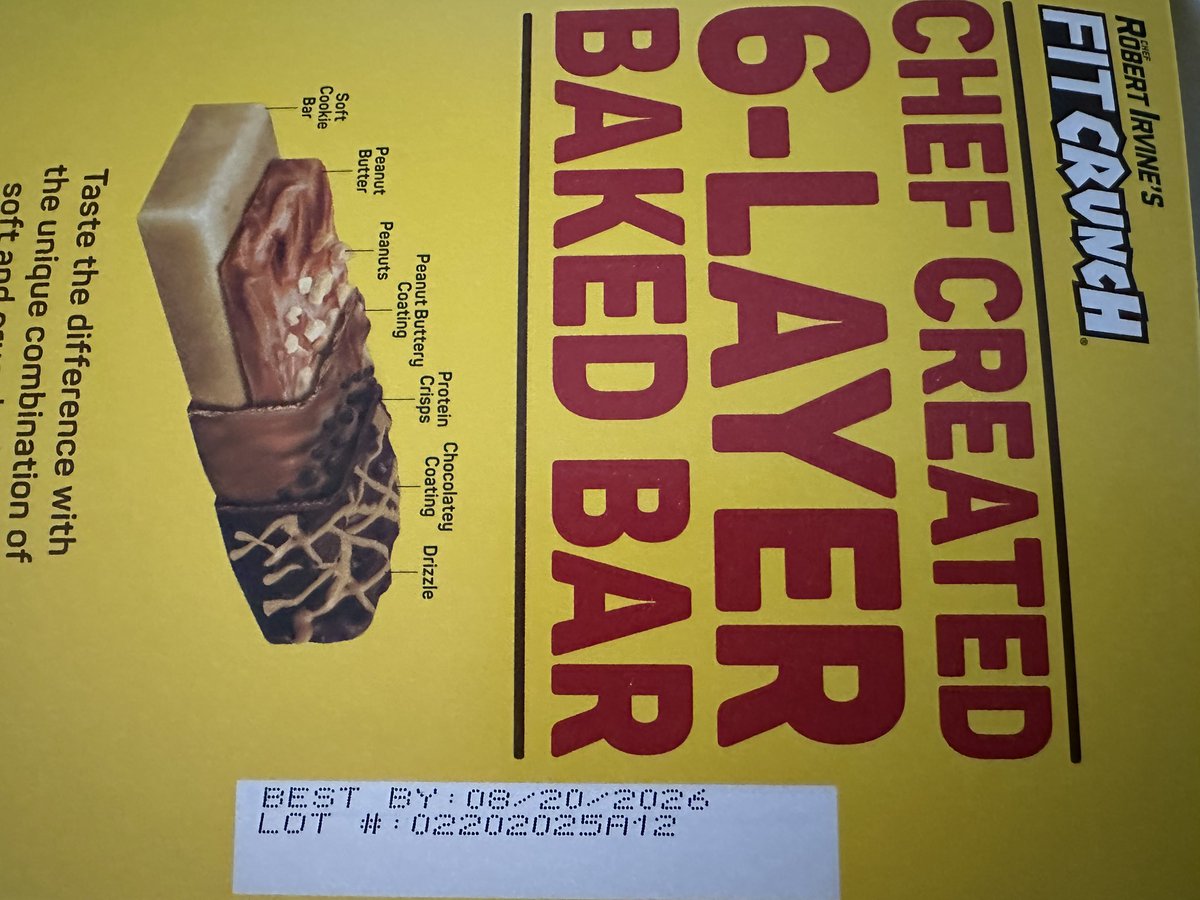 CHEF
ROBERT IRVINE'S
FIT CRUNCH®
CHEF CREATED
6-LAYER
BAKED BAR
Soft
Cookie
Bar
Peanut
Butter
Peanuts
Peanut Buttery
Coating
Protein
Crisps
Chocolatey
Coating
Drizzle
Taste the difference with
the unique combination of
soft and
BEST BY:08/20/2026
LOT #:02202025A12